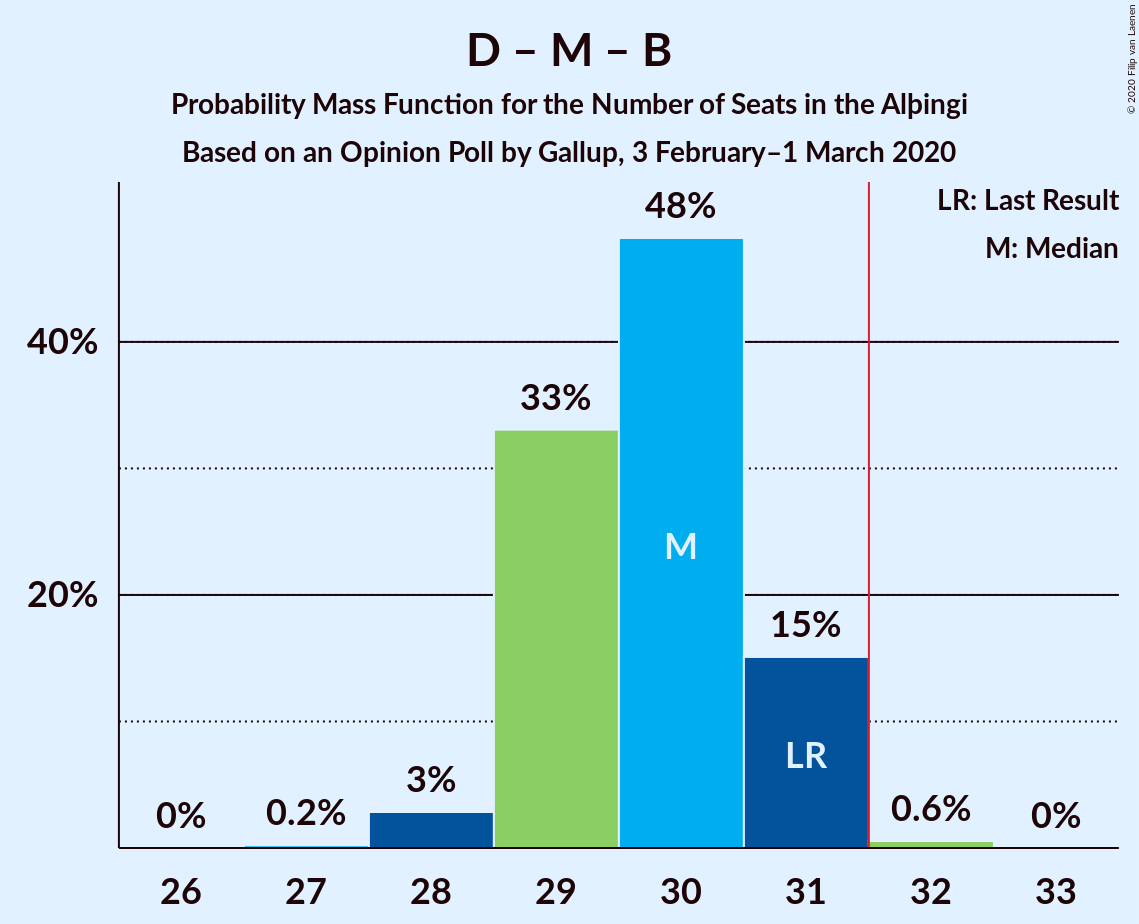 D – M – B
Probability Mass Function for the Number of Seats in the Alþingi
Based on an Opinion Poll by Gallup, 3 February–1 March 2020
© 2020 Filip van Laenen
LR: Last Result
M: Median
48%
40%
33%
M
20%
15%
LR
3%
0%
0.2%
0.6%
0%
26 27 28 29 30 31 32 33